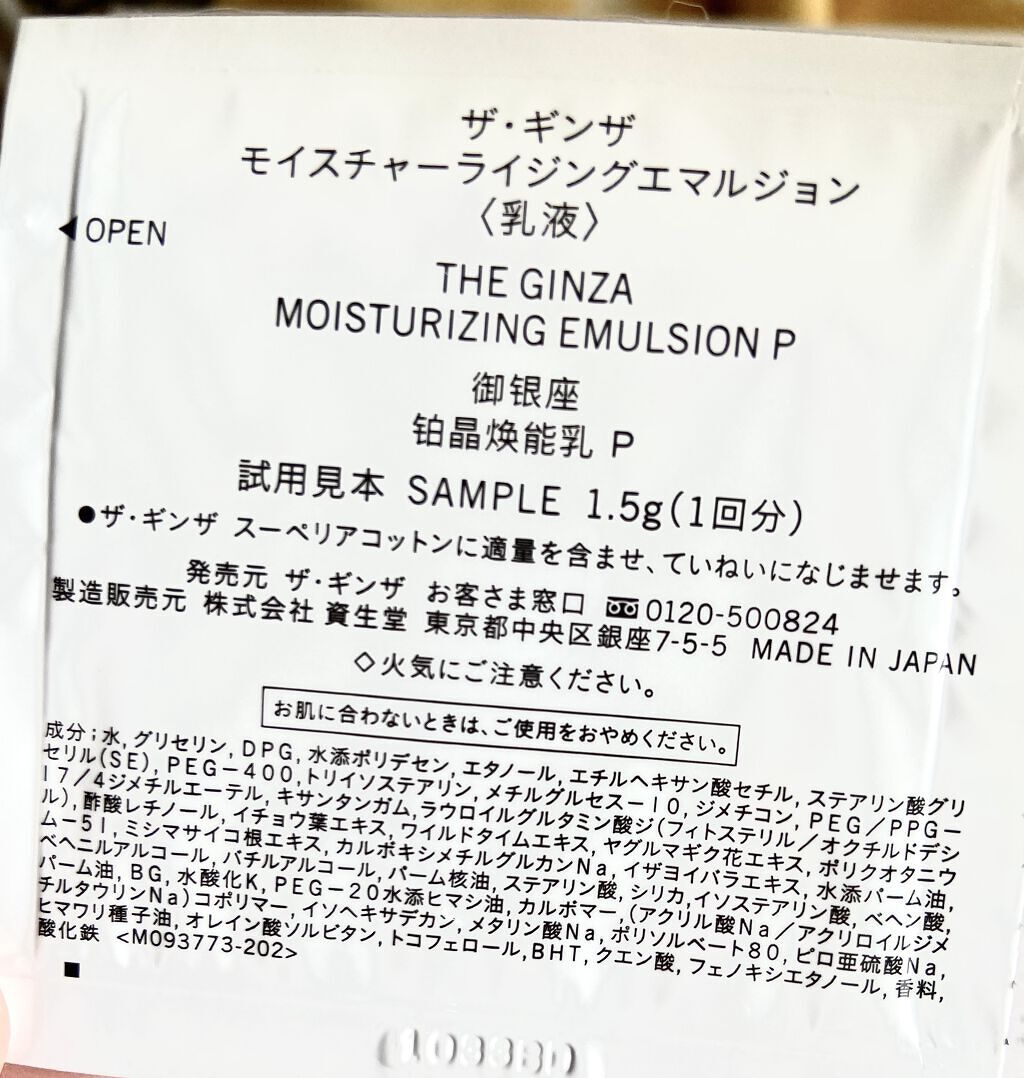 ザ・ギンザ
モイスチャーライジングエマルジョン
〈乳液〉
◀ OPEN
THE GINZA
MOISTURIZING EMULSION P
御银座
铂晶焕能乳 P
試用見本 SAMPLE 1.5g(1回分)
●ザ・ギンザ スーペリアコットンに適量を含ませ、ていねいになじませます。
発売元 ザ・ギンザ お客さま窓口 0120-500824
製造販売元 株式会社 資生堂 東京都中央区銀座7-5-5 MADE IN JAPAN
◇火気にご注意ください。
お肌に合わないときは、ご使用をおやめください。
成分;水, グリセリン, DPG, 水添ポリデセン, エタノール, エチルヘキサン酸セチル, ステアリン酸グリ
セリル(SE), PEG-400, トリイソステアリン, メチルグルセス-10, ジメチコン, PEG/PPG-
17/4ジメチルエーテル, キサンタンガム, ラウロイルグルタミン酸ジ(フィトステリル/オクチルドデシ
ル), 酢酸レチノール, イチョウ葉エキス, ワイルドタイムエキス, ヤグルマギク花エキス, ポリクオタニウ
ム-51, ミシマサイコ根エキス, カルボキシメチルグルカンNa, イザヨイバラエキス, 水添パーム油,
ベヘニルアルコール, バチルアルコール, パーム核油, ステアリン酸, シリカ, イソステアリン酸, ベヘン酸,
パーム油, BG, 水酸化K, PEG-20水添ヒマシ油, カルボマー, (アクリル酸Na/アクリロイルジメ
チルタウリンNa)コポリマー, イソヘキサデカン, メタリン酸Na, ポリソルベート80, ピロ亜硫酸Na,
ヒマワリ種子油, オレイン酸ソルビタン, トコフェロール, BHT, クエン酸, フェノキシエタノール, 香料,
酸化鉄 <M093773-202>